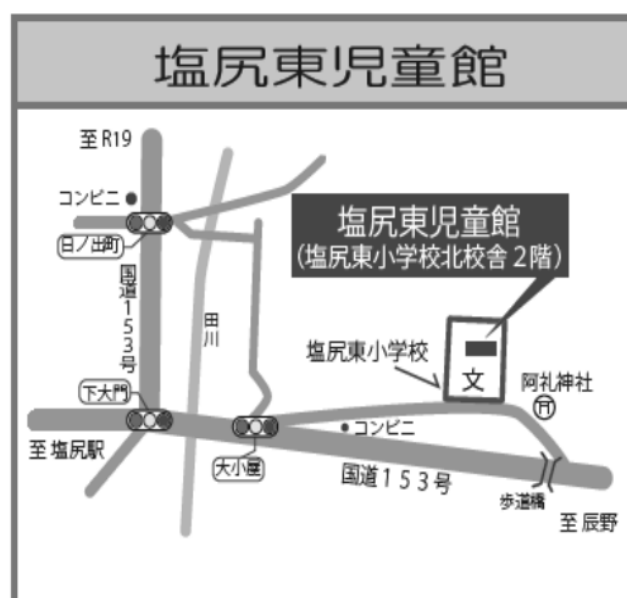 塩尻東児童館
至 R19
コンビニ
日ノ出町
国道153号
田川
塩尻東児童館
(塩尻東小学校北校舎 2階)
塩尻東小学校
文
阿礼神社
下大門
至 塩尻駅
大小屋
コンビニ
国道153号
歩道橋
至 辰野